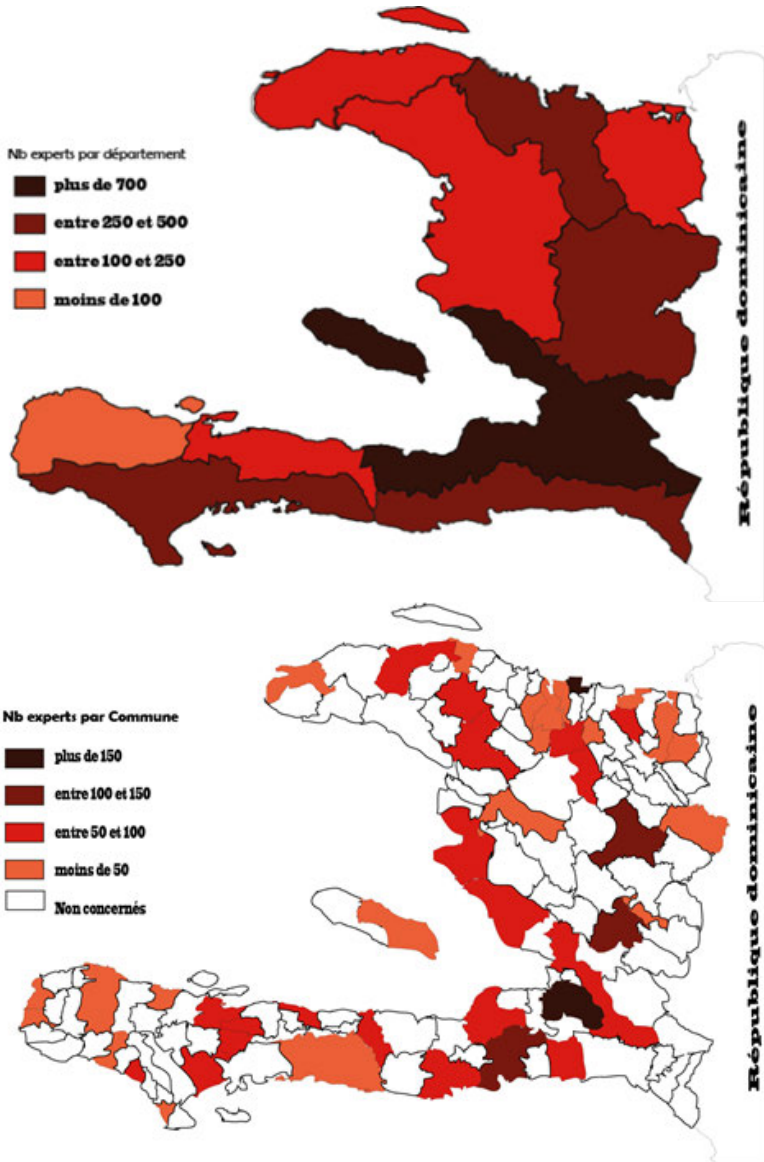 Nb experts par département
plus de 700
entre 250 et 500
entre 100 et 250
moins de 100
République dominicaine
Nb experts par Commune
plus de 150
entre 100 et 150
entre 50 et 100
moins de 50
Non concernés
République dominicaine